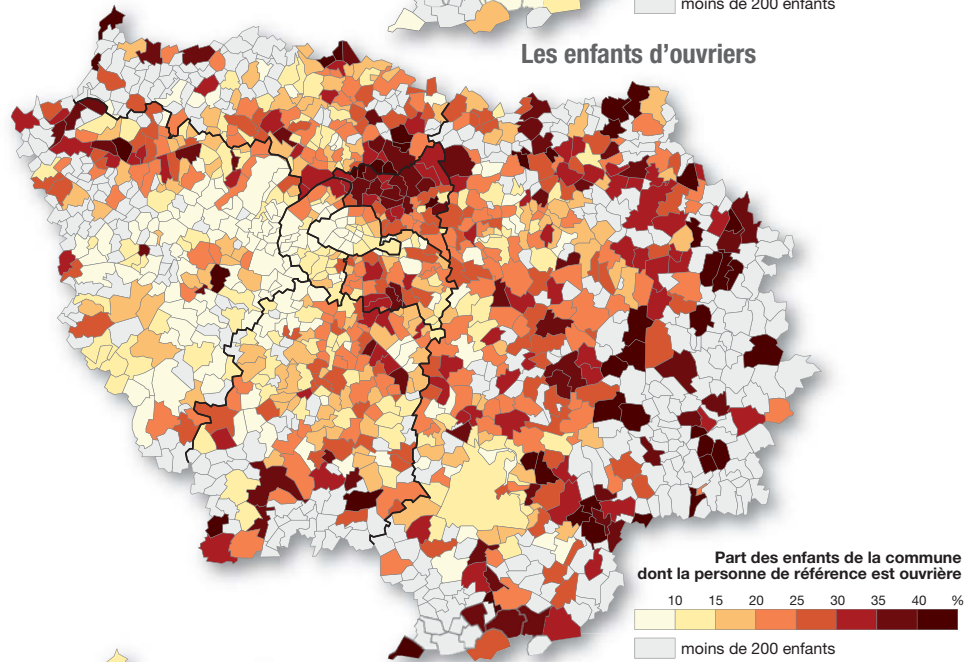 moins de 200 enfants
Les enfants d'ouvriers
Part des enfants de la commune
dont la personne de référence est ouvrière
10 15 20 25 30 35 40 %
moins de 200 enfants